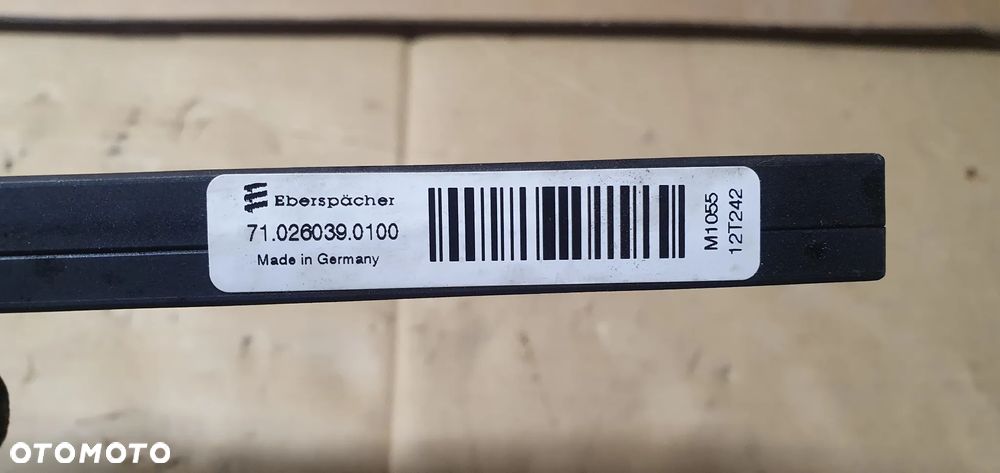 Eberspächer
71.026039.0100
Made in Germany
M1055
12T242
OTOMOTO